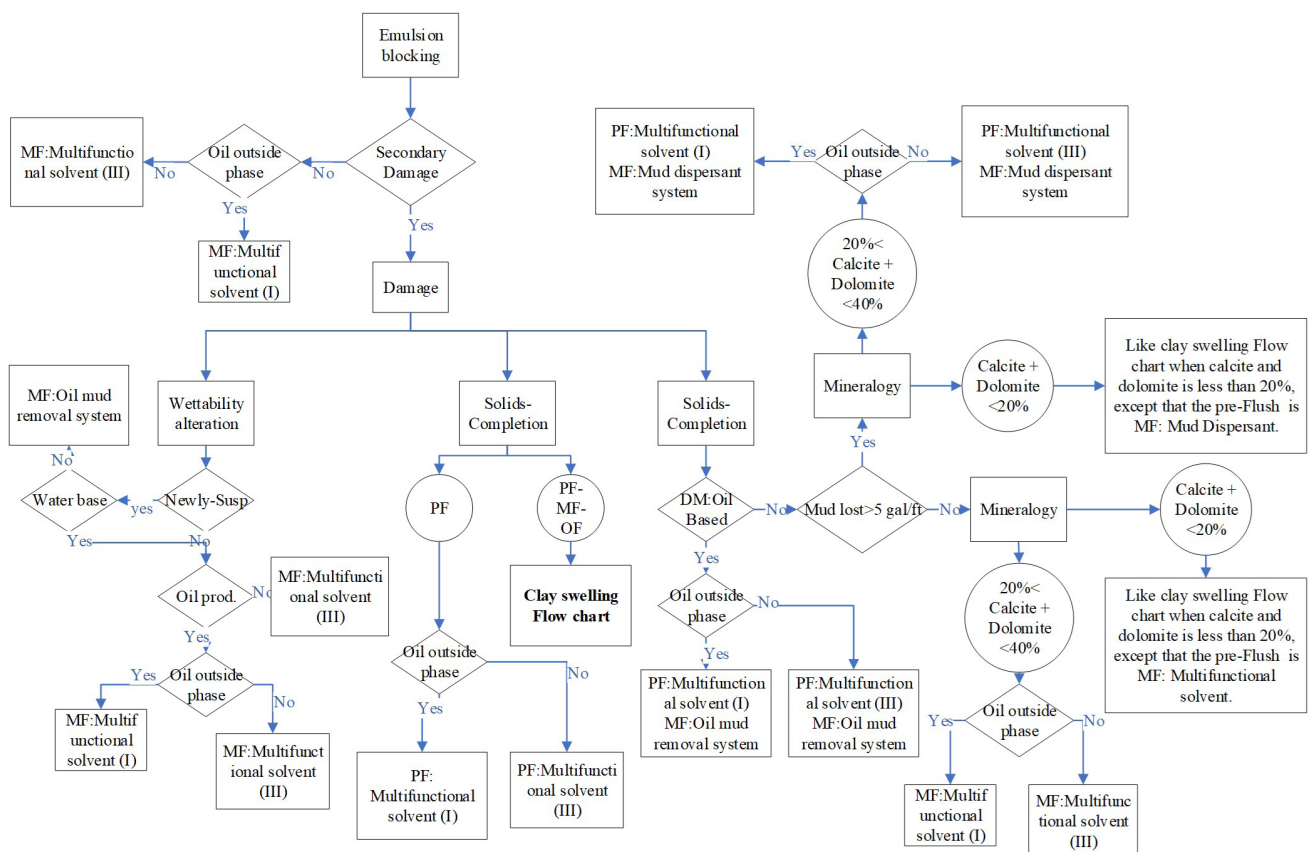 Emulsion
blocking
MF:Multifunctio
nal solvent (III)
No
Oil outside
phase
No
Secondary
Damage
Yes
MF:Multif
unctional
solvent (I)
Yes
Damage
PF:Multifunctional
solvent (I)
MF:Mud dispersant
system
Yes
Oil outside
phase
No
PF:Multifunctional
solvent (III)
MF:Mud dispersant
system
20%<
Calcite +
Dolomite
<40%
Mineralogy
Calcite +
Dolomite
<20%
Like clay swelling Flow
chart when calcite and
dolomite is less than 20%,
except that the pre-Flush is
MF: Mud Dispersant.
Yes
MF:Oil mud
removal system
Wettability
alteration
Solids-
Completion
Solids-
Completion
No
Water base
yes
Newly-Susp
Yes
No
PF
PF-
MF-
OF
DM:Oil
Based
No
Mud lost>5 gal/ft
No
Mineralogy
Calcite +
Dolomite
<20%
Oil prod.
No
MF:Multifuncti
onal solvent
(III)
Clay swelling
Flow chart
Yes
Oil outside
phase
No
20%<
Calcite +
Dolomite
<40%
Like clay swelling Flow
chart when calcite and
dolomite is less than 20%,
except that the pre-Flush is
MF: Multifunctional
solvent.
Yes
Yes
Oil outside
phase
No
MF:Multif
unctional
solvent (I)
MF:Multifunct
ional solvent
(III)
Oil outside
phase
No
Yes
PF:
Multifunctional
solvent (I)
PF:Multifuncti
onal solvent
(III)
Yes
PF:Multifunction
al solvent (I)
MF:Oil mud
removal system
PF:Multifunction
al solvent (III)
MF:Oil mud
removal system
Yes
Oil outside
phase
No
MF:Multif
unctional
solvent (I)
MF:Multifunc
tional solvent
(III)